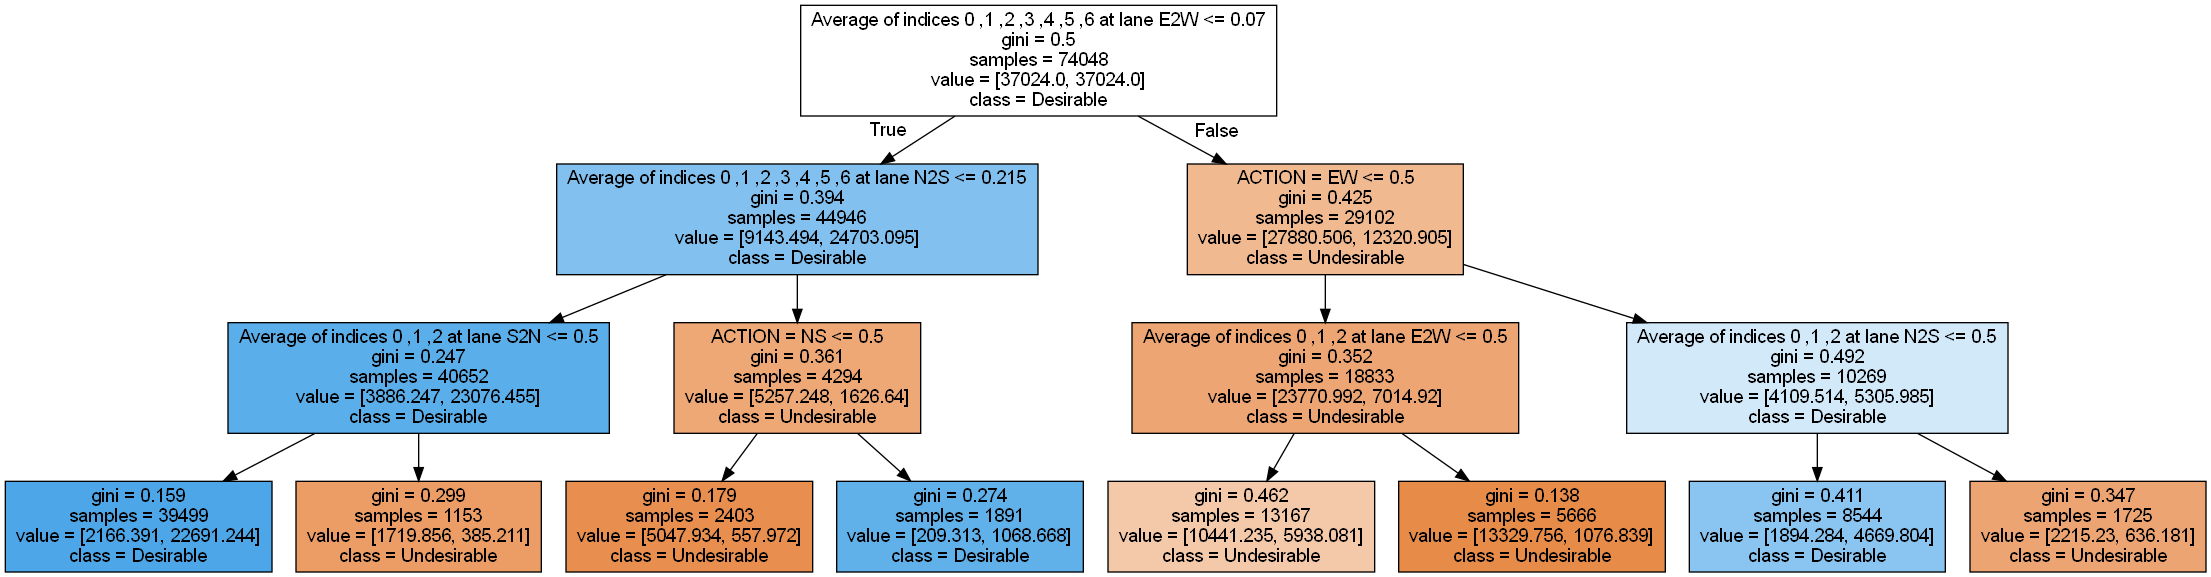 Average of indices 0 ,1 ,2 ,3 ,4 ,5 ,6 at lane E2W <= 0.07
gini = 0.5
samples = 74048
value = [37024.0, 37024.0]
class = Desirable
True
False
Average of indices 0 ,1 ,2 ,3 ,4 ,5 ,6 at lane N2S <= 0.215
gini = 0.394
samples = 44946
value = [9143.494, 24703.095]
class = Desirable
ACTION = EW <= 0.5
gini = 0.425
samples = 29102
value = [27880.506, 12320.905]
class = Undesirable
Average of indices 0 ,1 ,2 at lane S2N <= 0.5
gini = 0.247
samples = 40652
value = [3886.247, 23076.455]
class = Desirable
ACTION = NS <= 0.5
gini = 0.361
samples = 4294
value = [5257.248, 1626.64]
class = Undesirable
Average of indices 0 ,1 ,2 at lane E2W <= 0.5
gini = 0.352
samples = 18833
value = [23770.992, 7014.92]
class = Undesirable
Average of indices 0 ,1 ,2 at lane N2S <= 0.5
gini = 0.492
samples = 10269
value = [4109.514, 5305.985]
class = Desirable
gini = 0.159
samples = 39499
value = [2166.391, 22691.244]
class = Desirable
gini = 0.299
samples = 1153
value = [1719.856, 385.211]
class = Undesirable
gini = 0.179
samples = 2403
value = [5047.934, 557.972]
class = Undesirable
gini = 0.274
samples = 1891
value = [209.313, 1068.668]
class = Desirable
gini = 0.462
samples = 13167
value = [10441.235, 5938.081]
class = Undesirable
gini = 0.138
samples = 5666
value = [13329.756, 1076.839]
class = Undesirable
gini = 0.411
samples = 8544
value = [1894.284, 4669.804]
class = Desirable
gini = 0.347
samples = 1725
value = [2215.23, 636.181]
class = Undesirable